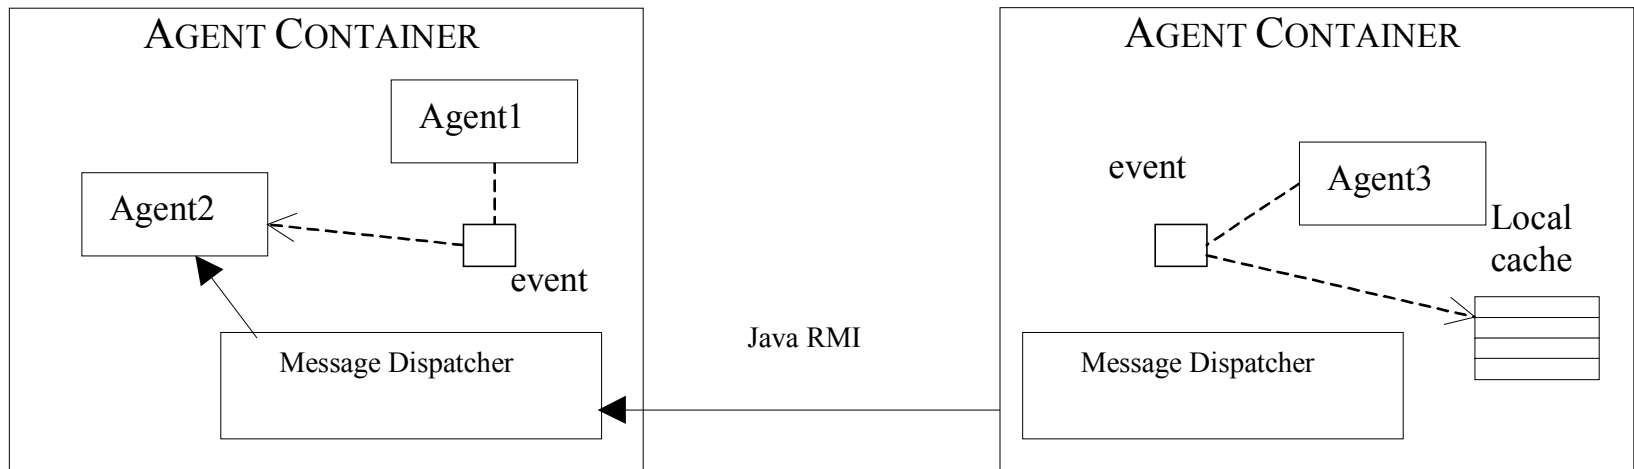 AGENT CONTAINER
Agent1
Agent2
event
Message Dispatcher
Java RMI
AGENT CONTAINER
event
Agent3
Local
cache
Message Dispatcher